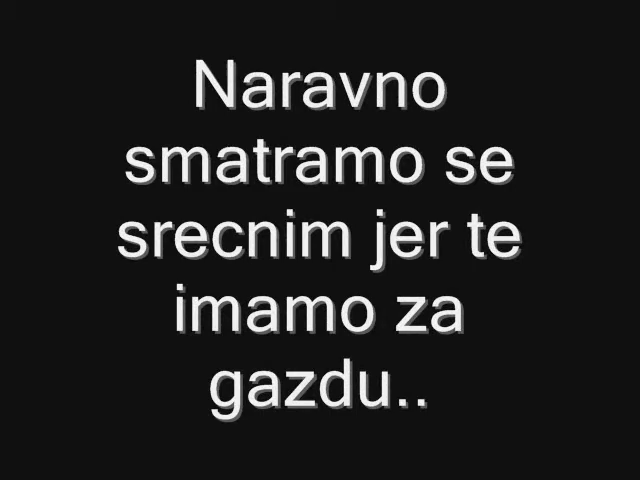 Naravno
smatramo se
srecnim jer te
imamo za
gazdu..